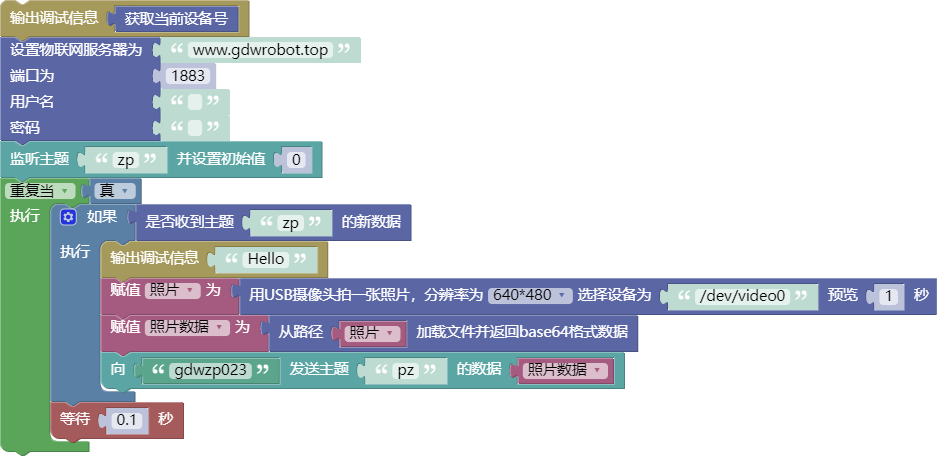 输出调试信息 获取当前设备号
设置物联网服务器为 “ www.gdwrobot.top ”
端口为 1883
用户名 “ ”
密码 “ ”
监听主题 “ zp ” 并设置初始值 0
重复当 真
执行 如果 是否收到主题 “ zp ” 的新数据
执行 输出调试信息 “ Hello ”
赋值 照片 为 用USB摄像头拍一张照片，分辨率为 640*480 选择设备为 “ /dev/video0 ” 预览 1 秒
赋值 照片数据 为 从路径 照片 加载文件并返回base64格式数据
向 “ gdwzp023 ” 发送主题 “ pz ” 的数据 照片数据
等待 0.1 秒